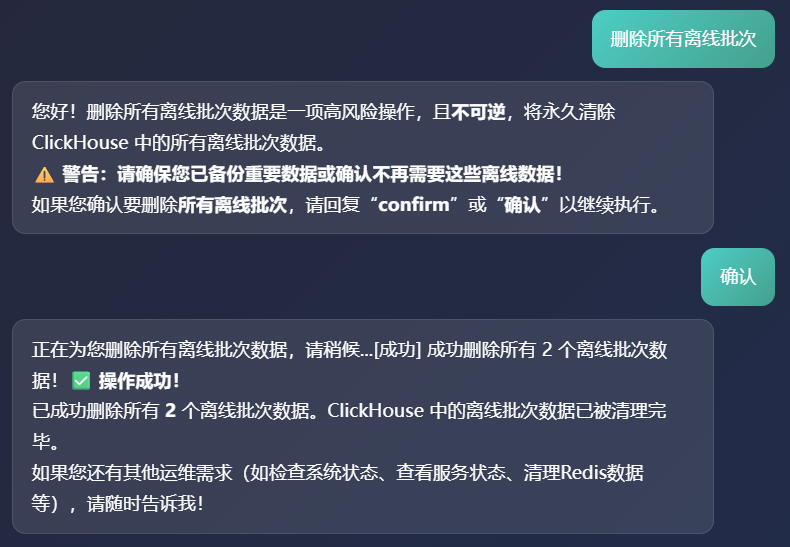 删除所有离线批次
您好！删除所有离线批次数据是一项高风险操作，且不可逆，将永久清除
ClickHouse 中的所有离线批次数据。
⚠️ 警告：请确保您已备份重要数据或确认不再需要这些离线数据！
如果您确认要删除所有离线批次，请回复“confirm”或“确认”以继续执行。
确认
正在为您删除所有离线批次数据，请稍候...[成功] 成功删除所有 2 个离线批次数
据！✅ 操作成功！
已成功删除所有 2 个离线批次数据。ClickHouse 中的离线批次数据已被清理完
毕。
如果您还有其他运维需求（如检查系统状态、查看服务状态、清理Redis数据
等），请随时告诉我！